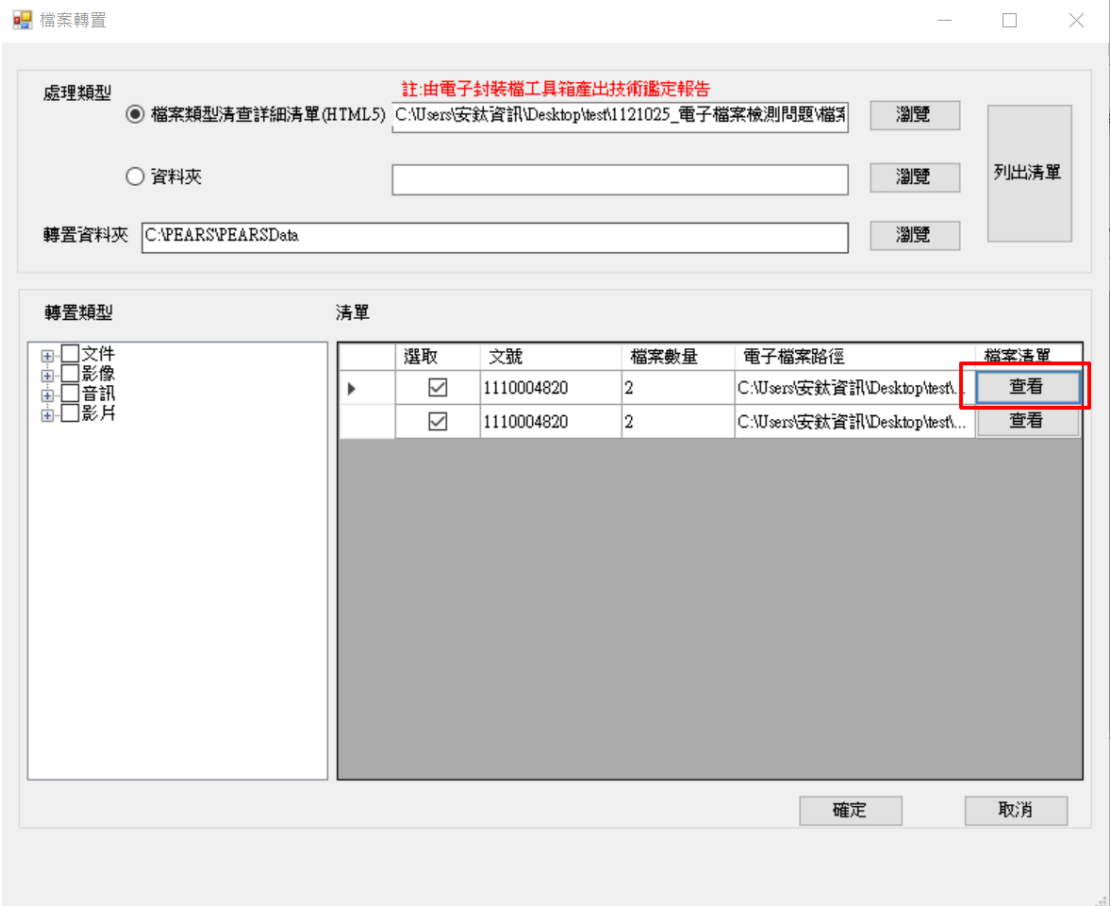 檔案轉置
處理類型
註:由電子封裝檔工具箱產出技術鑑定報告
檔案類型清查詳細清單(HTML5) C:\Users\安鈦資訊\Desktop\test\1121025_電子檔案檢測問題\檔案 瀏覽
資料夾 瀏覽
列出清單
轉置資料夾 C:\PEARS\PEARSData 瀏覽
轉置類型
文件
影像
音訊
影片
清單
選取 文號 檔案數量 電子檔案路徑 檔案清單
1110004820 2 C:\Users\安鈦資訊\Desktop\test\... 查看
1110004820 2 C:\Users\安鈦資訊\Desktop\test\... 查看
確定 取消